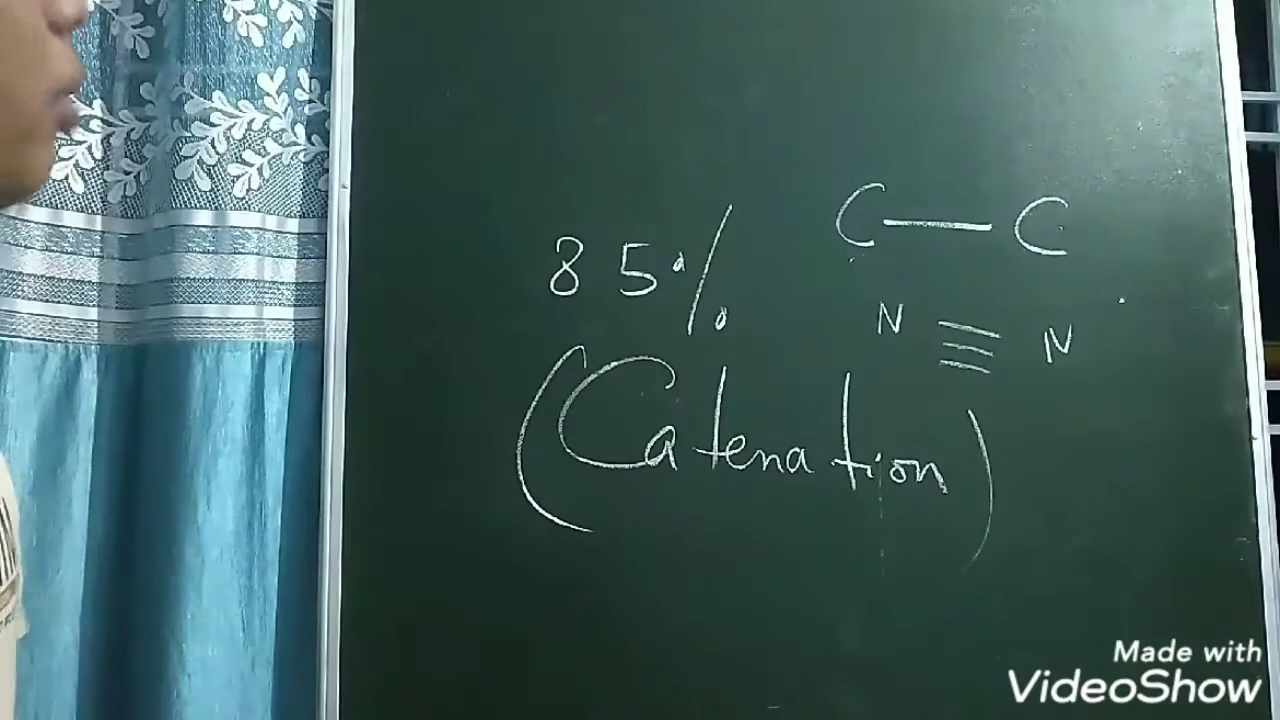 C — C
85%
N ≡ N
(Catenation)
Made with
VideoShow